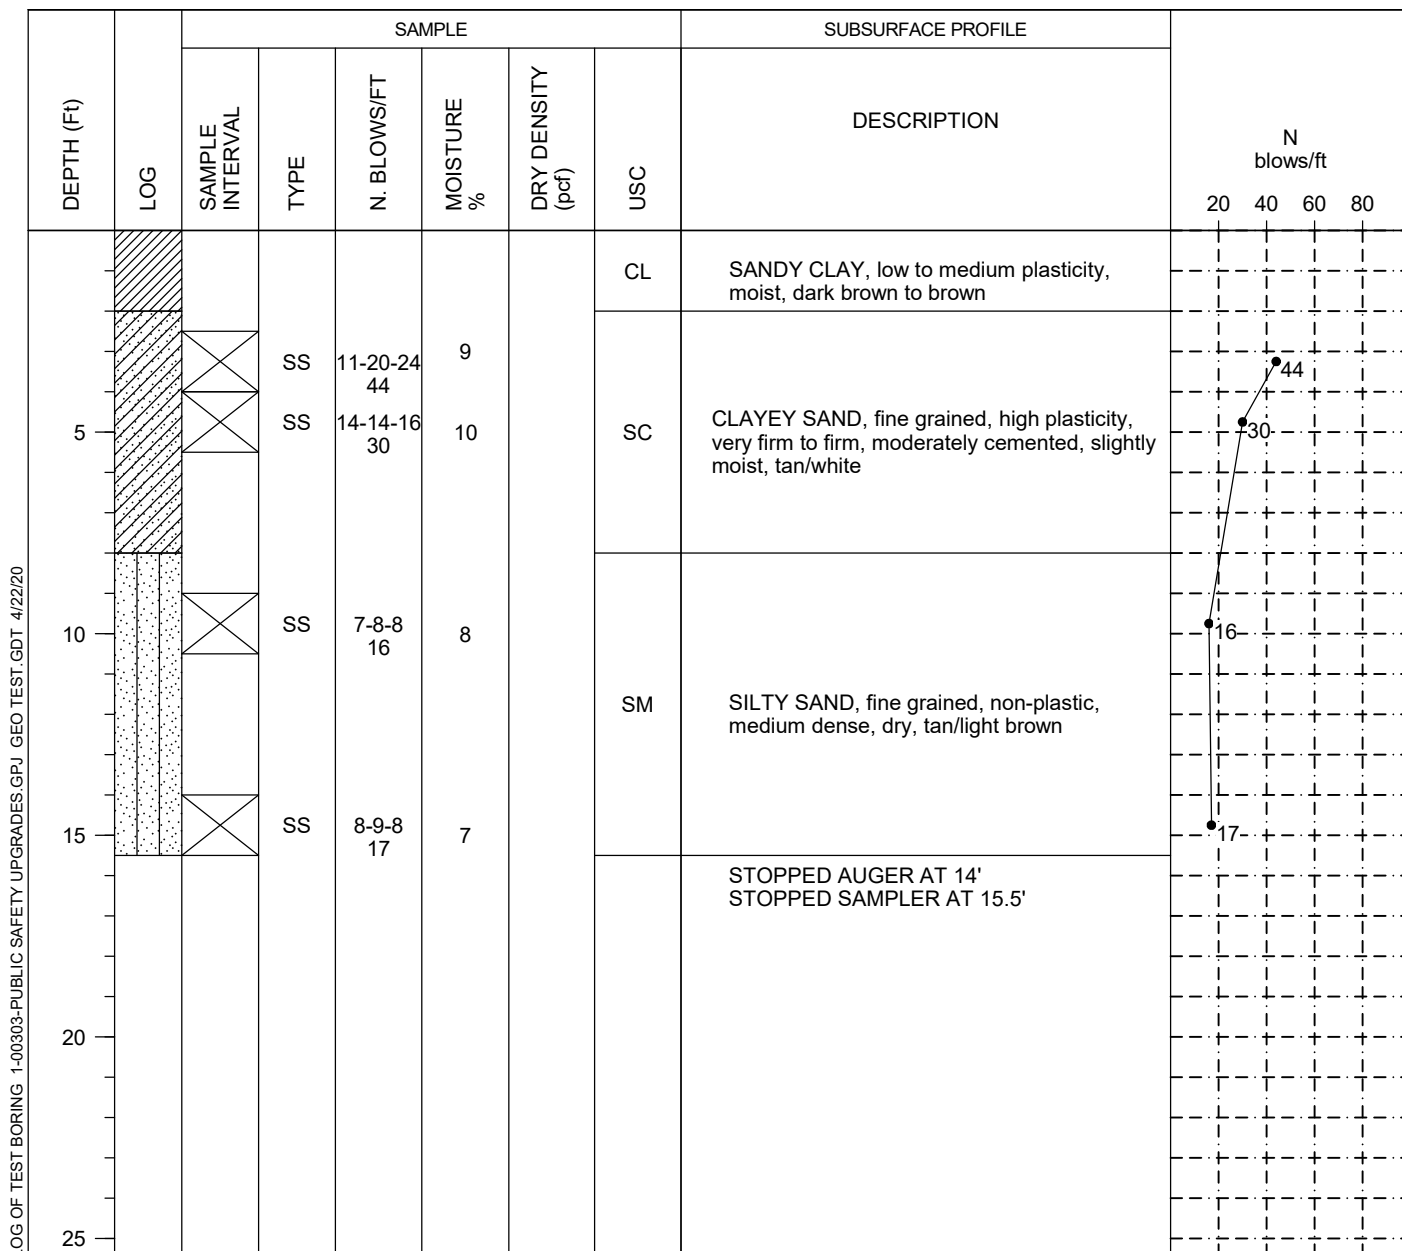 SAMPLE
SUBSURFACE PROFILE
DEPTH (Ft)
LOG
SAMPLE
INTERVAL
TYPE
N. BLOWS/FT
MOISTURE
%
DRY DENSITY
(pcf)
USC
DESCRIPTION
N
blows/ft
20 40 60 80
CL
SANDY CLAY, low to medium plasticity,
moist, dark brown to brown
SS
11-20-24
44
9
44
5
SS
14-14-16
30
10
SC
CLAYEY SAND, fine grained, high plasticity,
very firm to firm, moderately cemented, slightly
moist, tan/white
30
10
SS
7-8-8
16
8
16
SM
SILTY SAND, fine grained, non-plastic,
medium dense, dry, tan/light brown
15
SS
8-9-8
17
7
17
STOPPED AUGER AT 14'
STOPPED SAMPLER AT 15.5'
20
25
OG OF TEST BORING 1-00303-PUBLIC SAFETY UPGRADES.GPJ GEO TEST.GDT 4/22/20